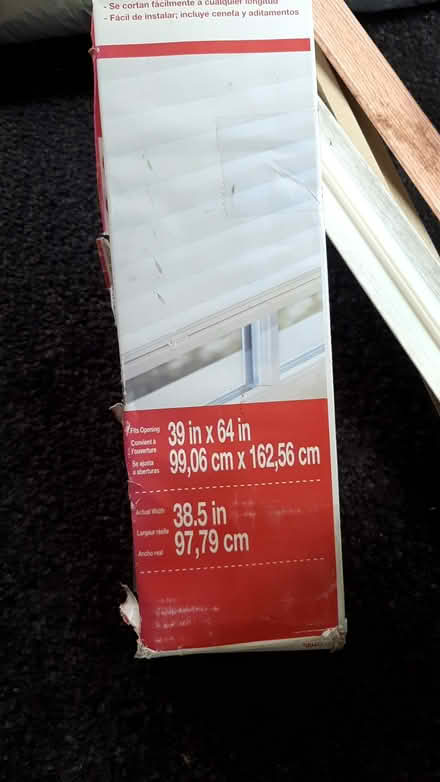 - Se cortan fácilmente a cualquier longitud
- Fácil de instalar; incluye cenefa y aditamentos
Fits Opening
Convient à
l'ouverture
Se ajusta
a aberturas
39 in x 64 in
99,06 cm x 162,56 cm
Actual Width
Largeur réelle
Ancho real
38.5 in
97,79 cm